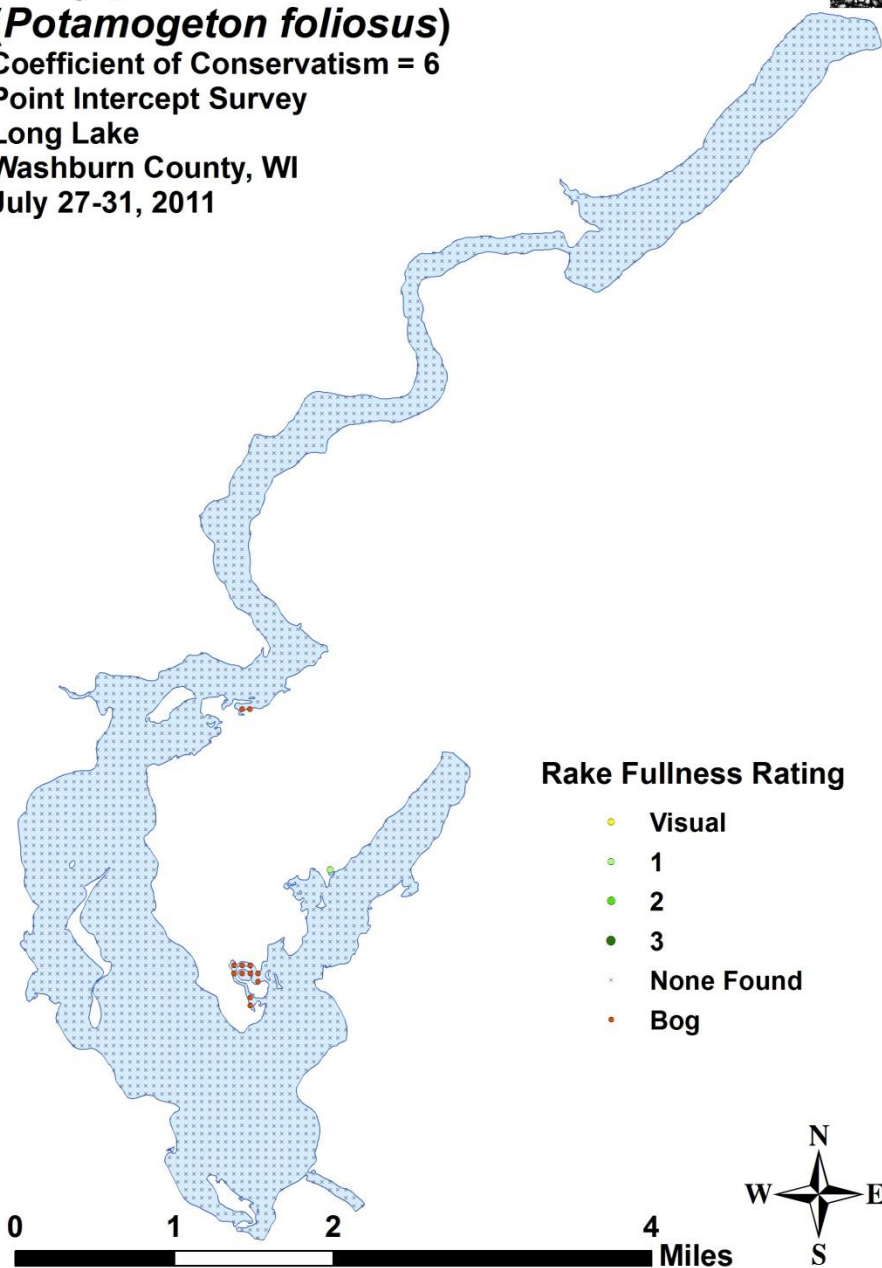 (Potamogeton foliosus)
Coefficient of Conservatism = 6
Point Intercept Survey
Long Lake
Washburn County, WI
July 27-31, 2011
Rake Fullness Rating
Visual
1
2
3
None Found
Bog
N
W E
S
0 1 2 4
Miles